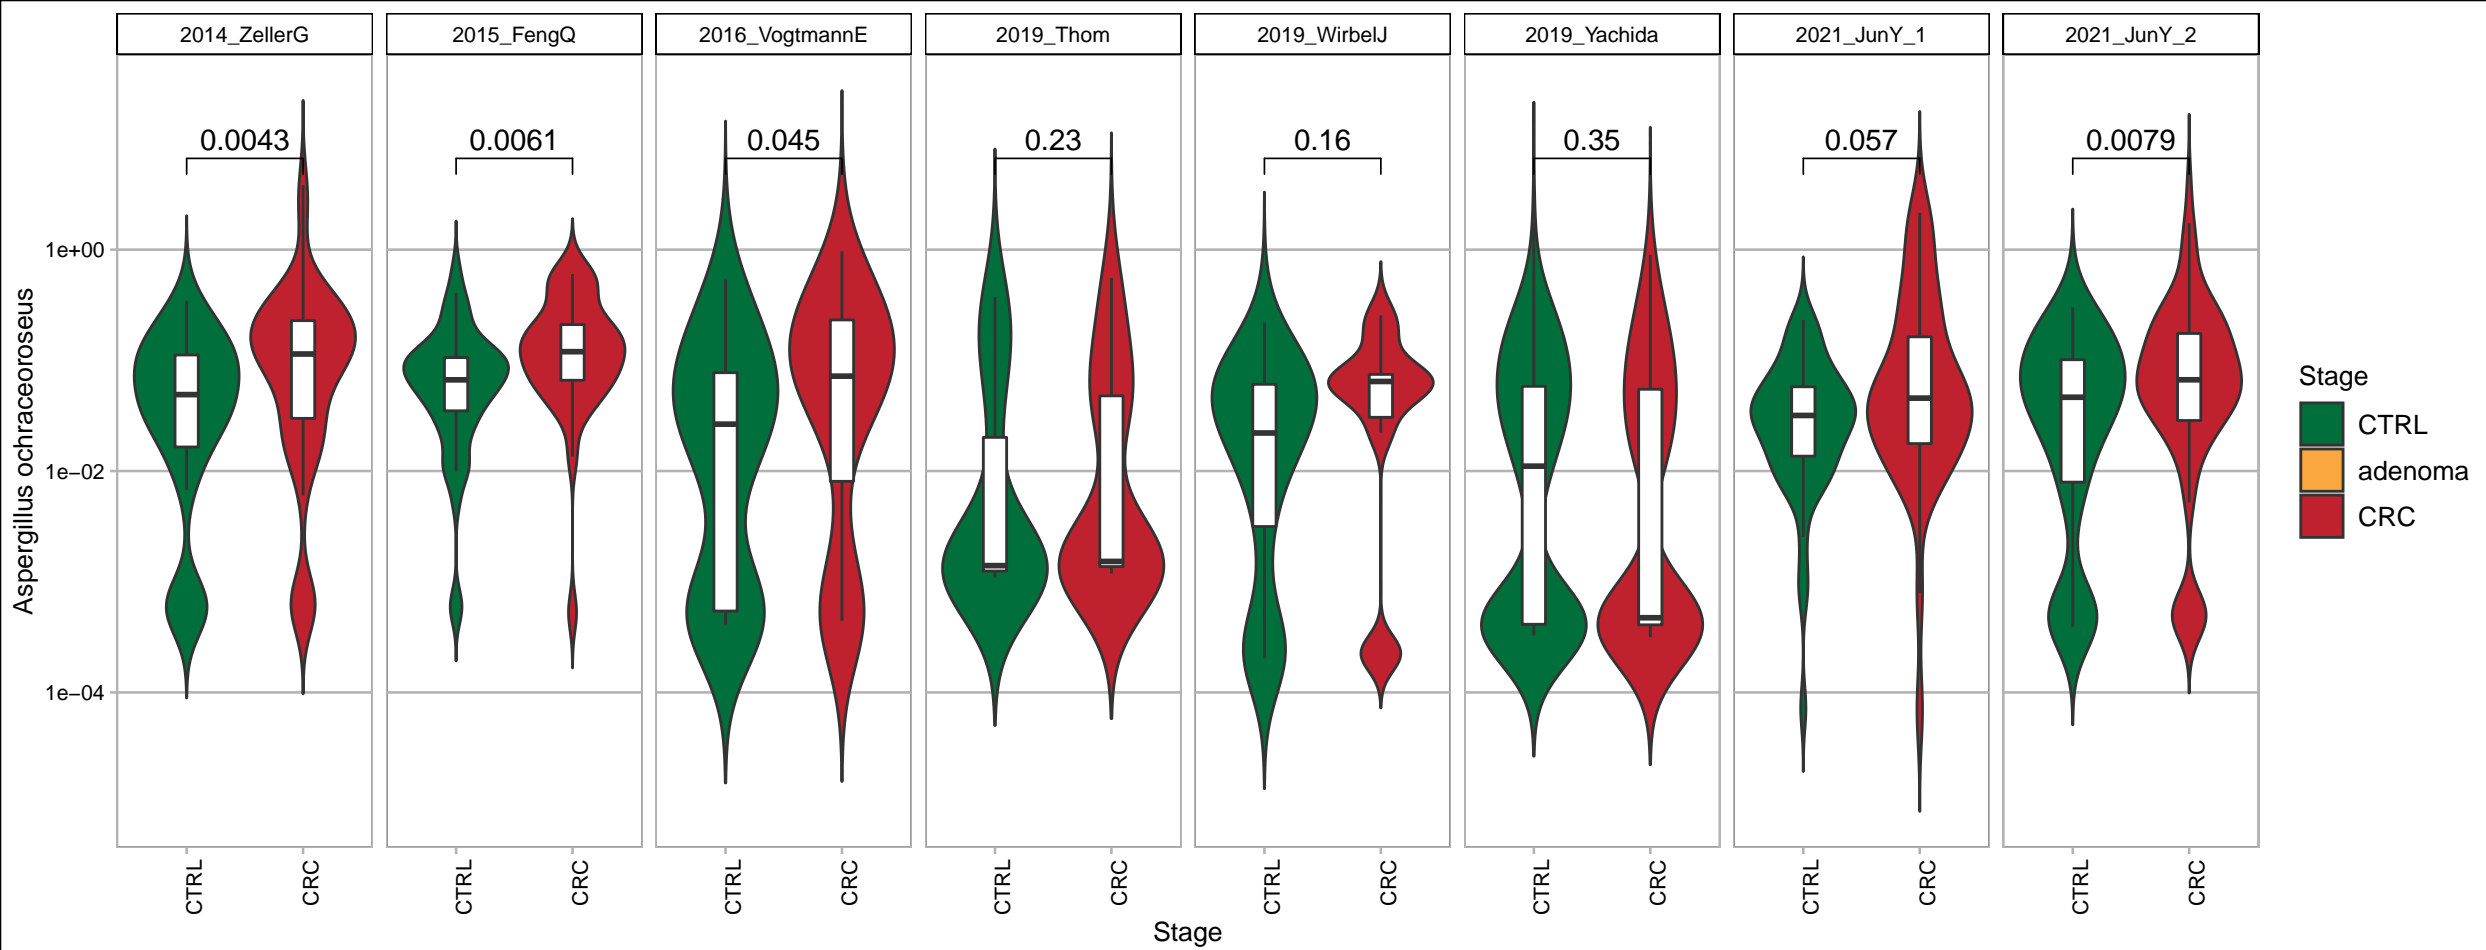 2014_ZellerG
2015_FengQ
2016_VogtmannE
2019_Thom
2019_WirbelJ
2019_Yachida
2021_JunY_1
2021_JunY_2
0.0043
0.0061
0.045
0.23
0.16
0.35
0.057
0.0079
1e+00
1e−02
1e−04
Aspergillus ochraceoroseus
CTRL
CRC
CTRL
CRC
CTRL
CRC
CTRL
CRC
CTRL
CRC
CTRL
CRC
CTRL
CRC
CTRL
CRC
Stage
Stage
CTRL
adenoma
CRC